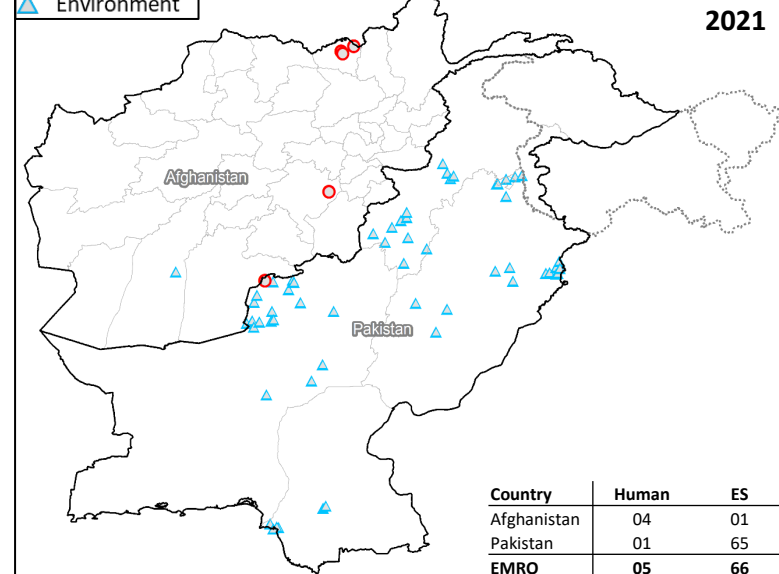 Environment
2021
Afghanistan
Pakistan
Country Human ES
Afghanistan 04 01
Pakistan 01 65
EMRO 05 66